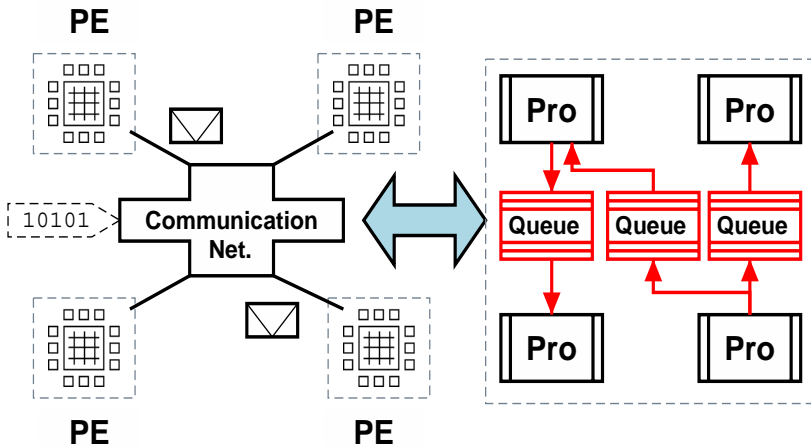 PE
PE
Pro
Pro
10101
Communication
Net.
Queue
Queue
Queue
Pro
Pro
PE
PE